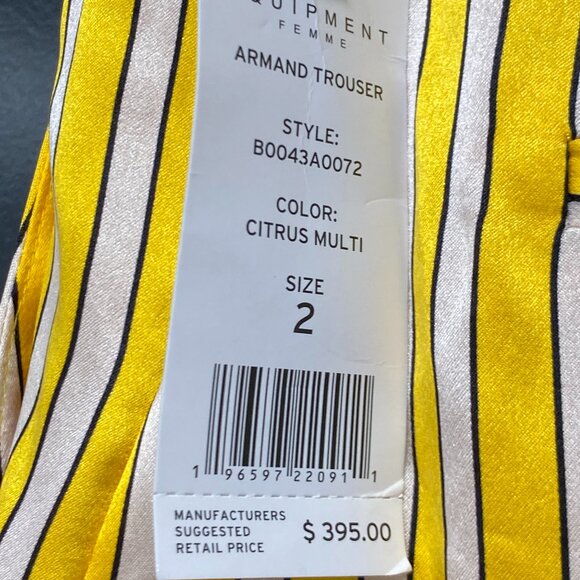 EQUIPMENT
FEMME
ARMAND TROUSER
STYLE:
B0043A0072
COLOR:
CITRUS MULTI
SIZE
2
1 96597 22091 1
MANUFACTURERS
SUGGESTED
RETAIL PRICE
$ 395.00